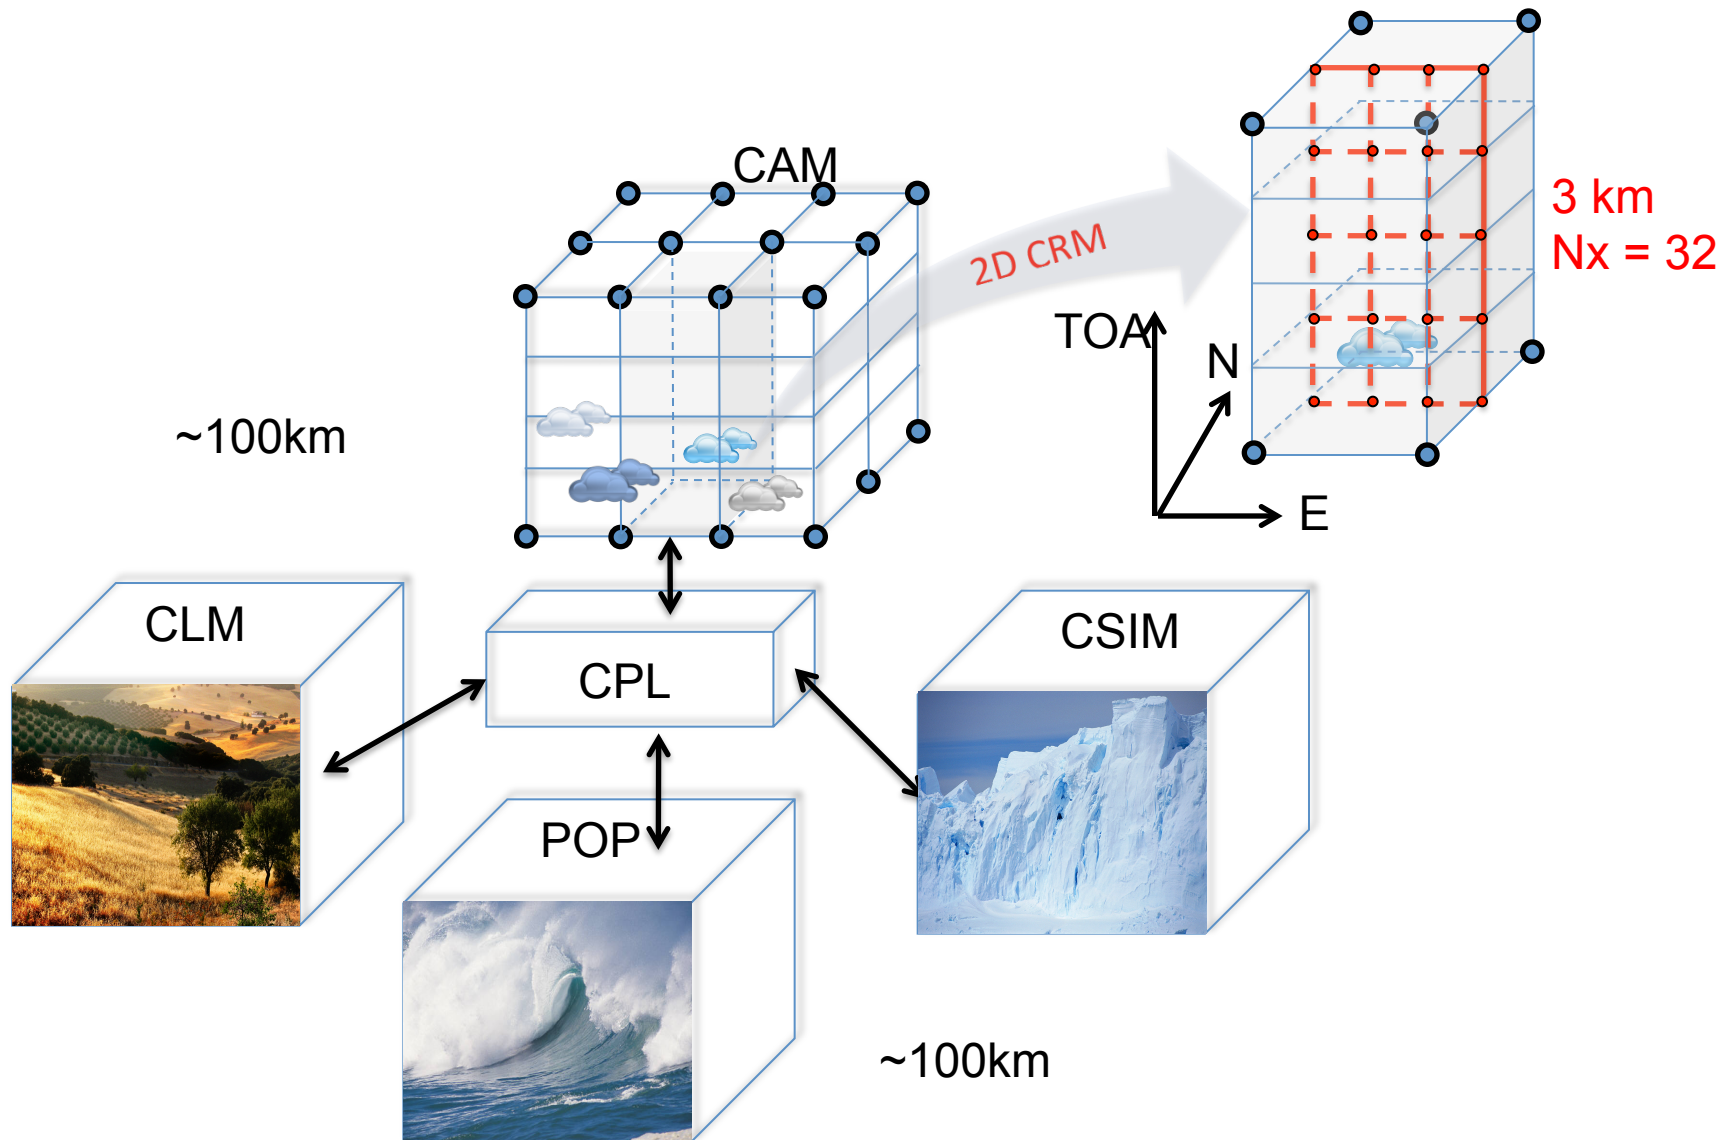 CAM
3 km
Nx = 32
2D CRM
TOA
N
E
~100km
CLM
CPL
CSIM
POP
~100km